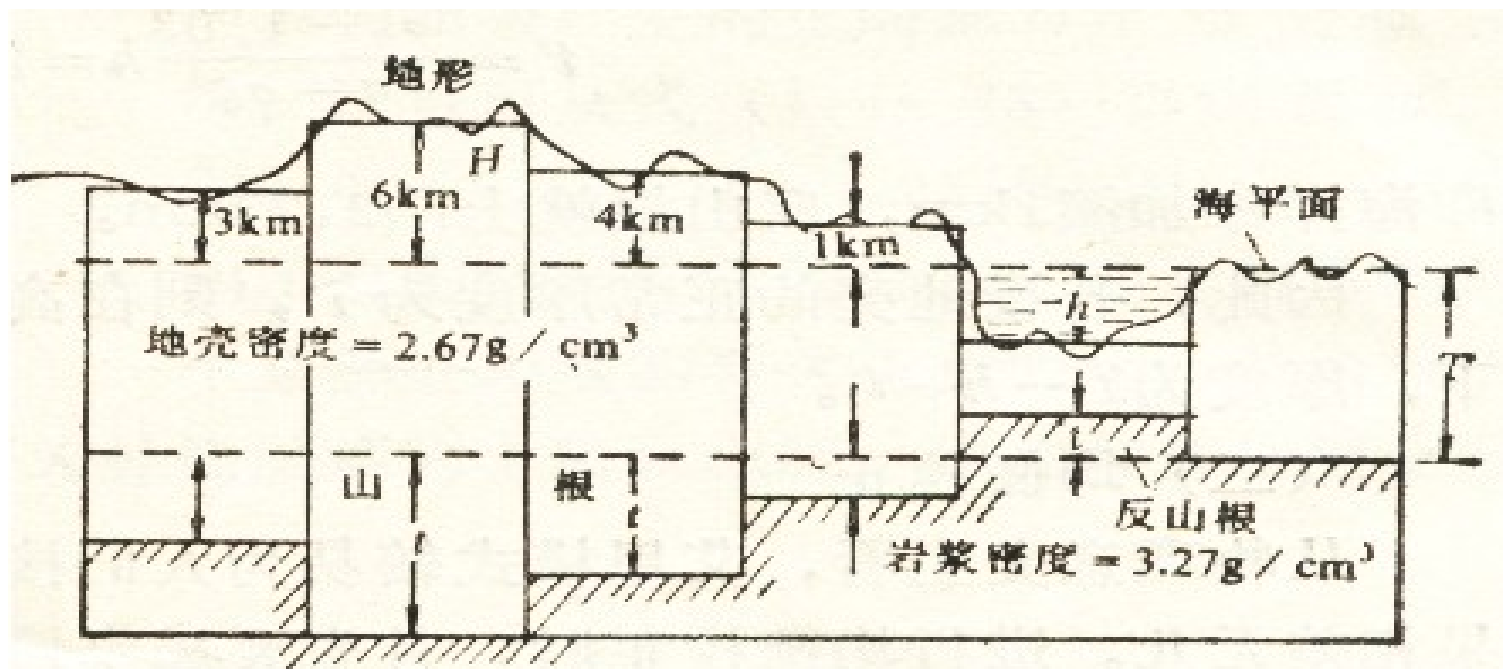 地形
H
6km
3km
4km
1km
海平面
h
T
地壳密度 = 2.67g / cm³
t
山
根
t
t
反山根
岩浆密度 = 3.27g / cm³